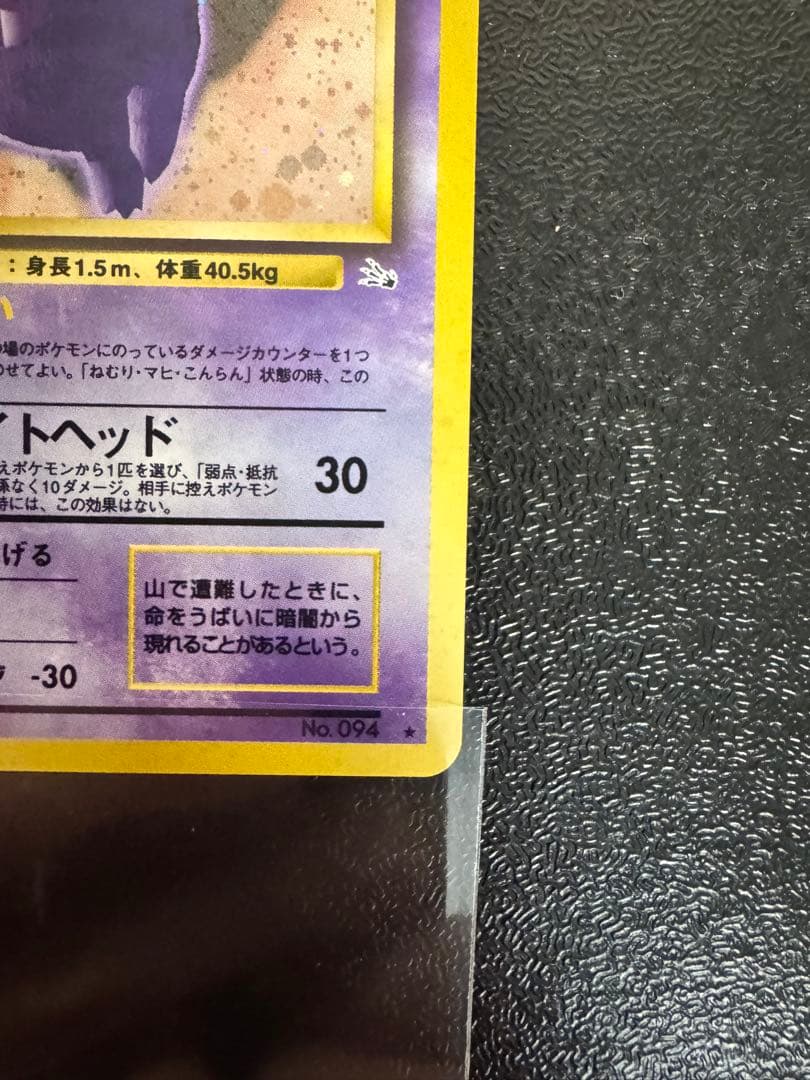 ：身長1.5m、体重40.5kg
い
場のポケモンにのっているダメージカウンターを1つ
のせてよい。「ねむり・マヒ・こんらん」状態の時、この
イトヘッド
30
えポケモンから1匹を選び、「弱点・抵抗
係なく10ダメージ。相手に控えポケモン
時には、この効果はない。
げる
山で遭難したときに、
命をうばいに暗闇から
現れることがあるという。
-30
No. 094 ★